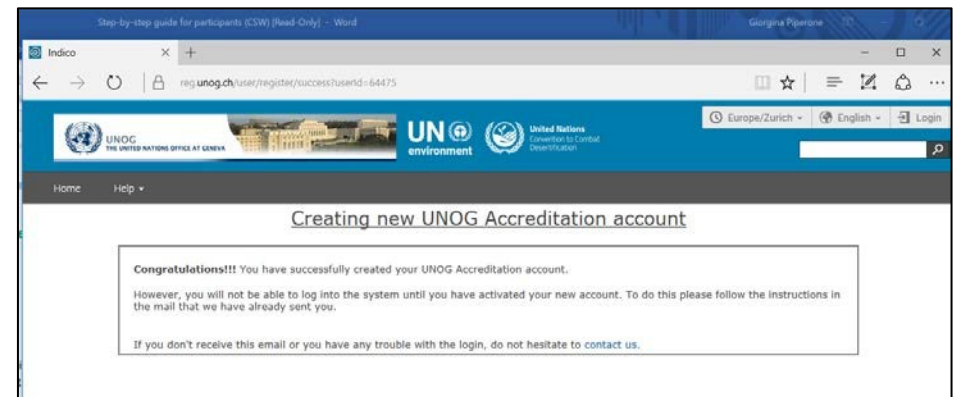 Step-by-step guide for participants (CSW) [Read-Only] - Word
Giorgina Piperone
Indico
reg.unog.ch/user/register/success?userId=64475
Europe/Zurich
English
Login
UNOG
THE UNITED NATIONS OFFICE AT GENEVA
UN
environment
United Nations
Convention to Combat
Desertification
Home
Help
Creating new UNOG Accreditation account
Congratulations!!! You have successfully created your UNOG Accreditation account.
However, you will not be able to log into the system until you have activated your new account. To do this please follow the instructions in
the mail that we have already sent you.
If you don't receive this email or you have any trouble with the login, do not hesitate to contact us.